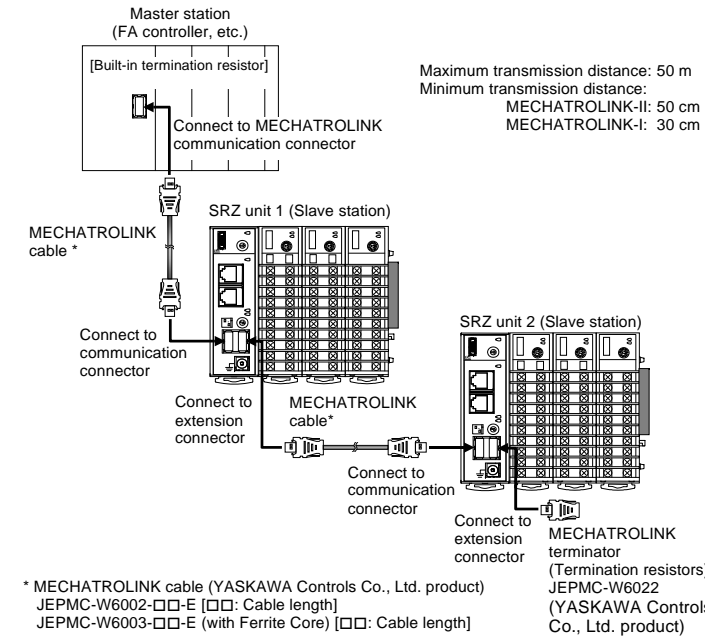 Master station
(FA controller, etc.)
[Built-in termination resistor]
Maximum transmission distance: 50 m
Minimum transmission distance:
MECHATROLINK-II: 50 cm
MECHATROLINK-I: 30 cm
Connect to MECHATROLINK
communication connector
MECHATROLINK
cable *
SRZ unit 1 (Slave station)
Connect to
communication
connector
SRZ unit 2 (Slave station)
Connect to
extension
connector
MECHATROLINK
cable*
Connect to
communication
connector
Connect to
extension
connector
MECHATROLINK
terminator
(Termination resistors)
JEPMC-W6022
(YASKAWA Controls
Co., Ltd. product)
* MECHATROLINK cable (YASKAWA Controls Co., Ltd. product)
JEPMC-W6002-□□-E [□□: Cable length]
JEPMC-W6003-□□-E (with Ferrite Core) [□□: Cable length]